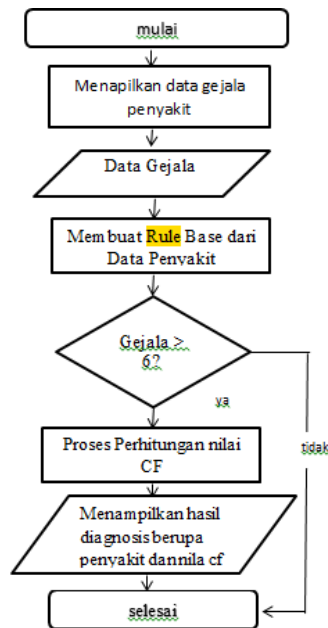 mulai
Menapilkan data gejala
penyakit
Data Gejala
Membuat Rule Base dari
Data Penyakit
Gejala >
6?
ya
tidak
Proses Perhitungan nilai
CF
Menampilkan hasil
diagnosis berupa
penyakit dannila cf
selesai